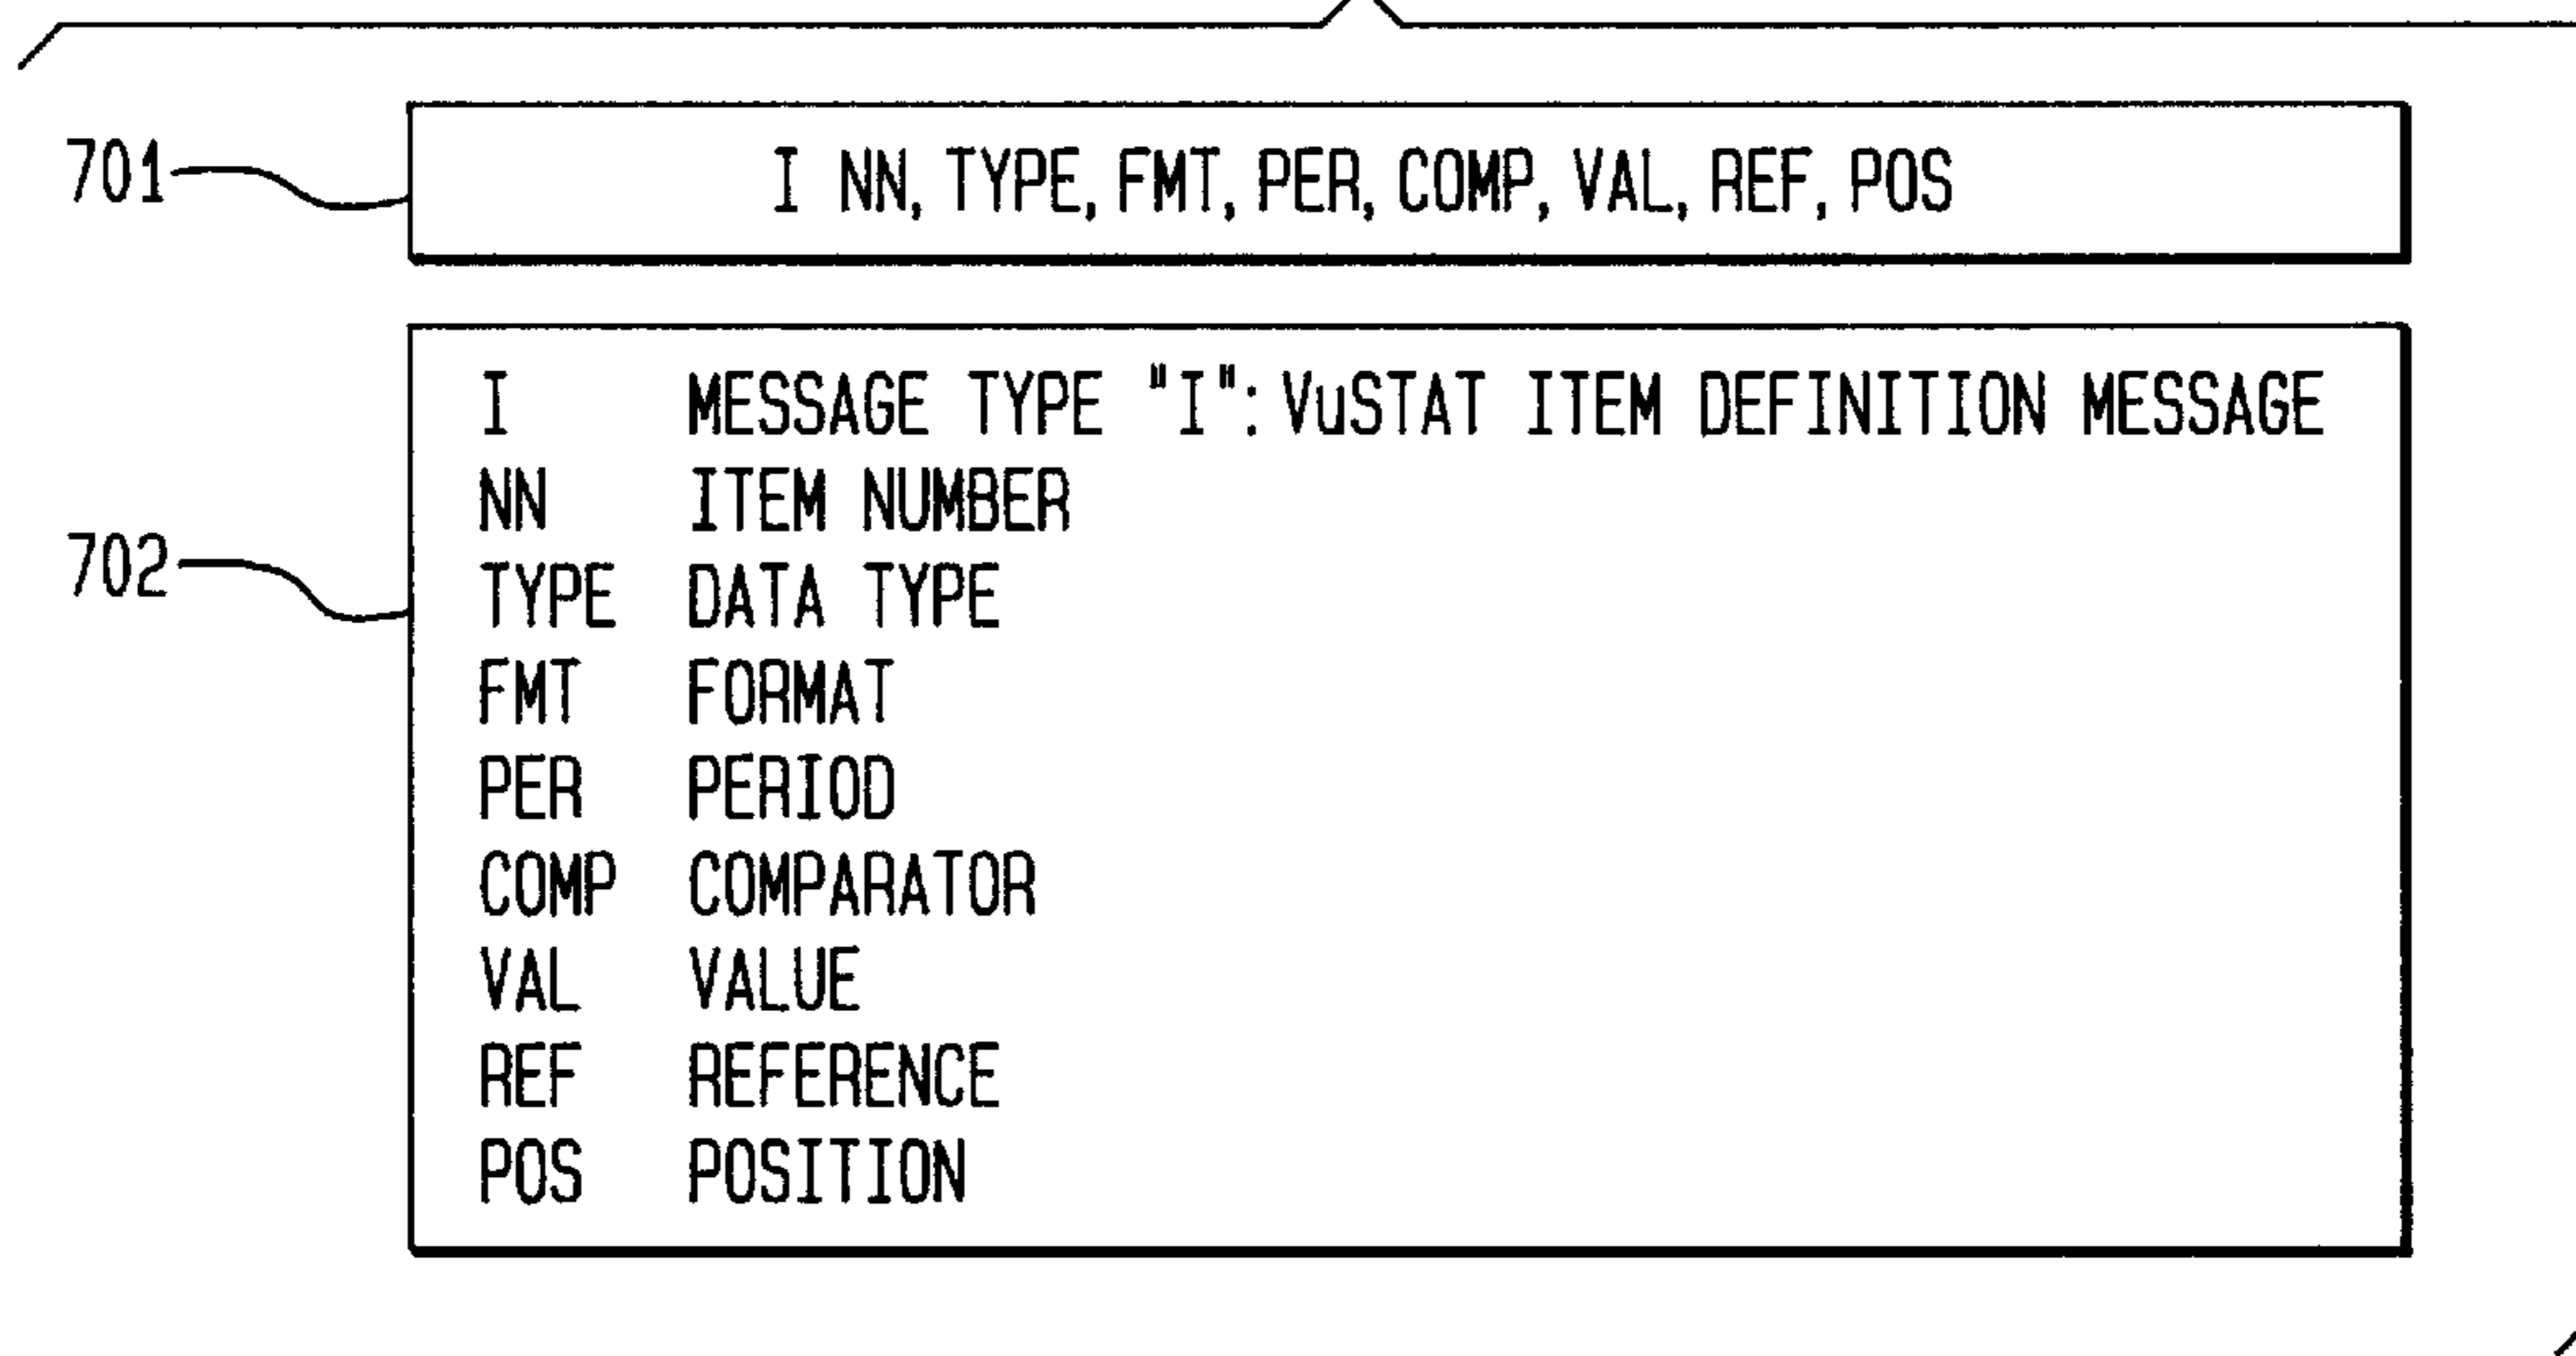 701 I NN, TYPE, FMT, PER, COMP, VAL, REF, POS
I MESSAGE TYPE "I": VuSTAT ITEM DEFINITION MESSAGE
NN ITEM NUMBER
702 TYPE DATA TYPE
FMT FORMAT
PER PERIOD
COMP COMPARATOR
VAL VALUE
REF REFERENCE
POS POSITION